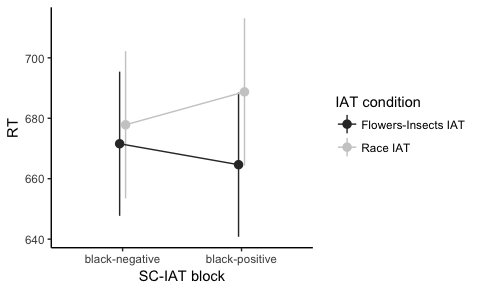 RT
700
680
660
640
black-negative
black-positive
SC-IAT block
IAT condition
Flowers-Insects IAT
Race IAT